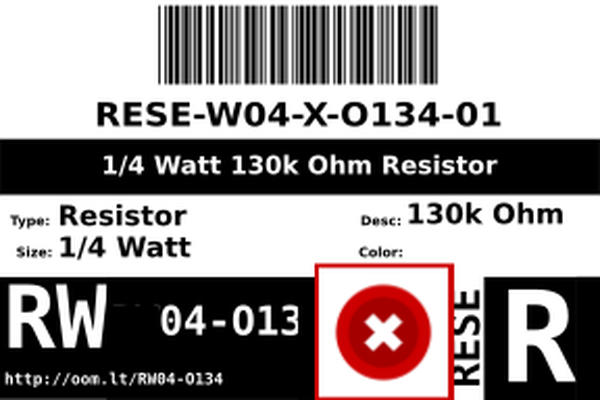 RESE-W04-X-O134-01
1/4 Watt 130k Ohm Resistor
Type: Resistor
Desc: 130k Ohm
Size: 1/4 Watt
Color:
RW 04-013
RESE
R
http://oom.lt/RW04-O134